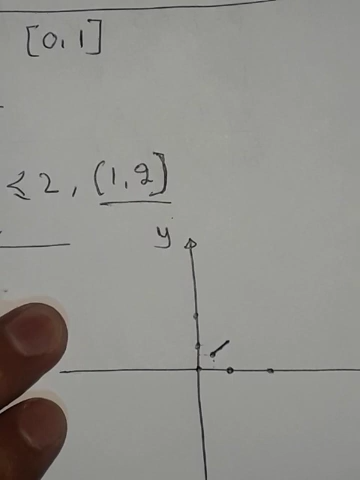 [0,1]
≤ 2, (1,2]
y